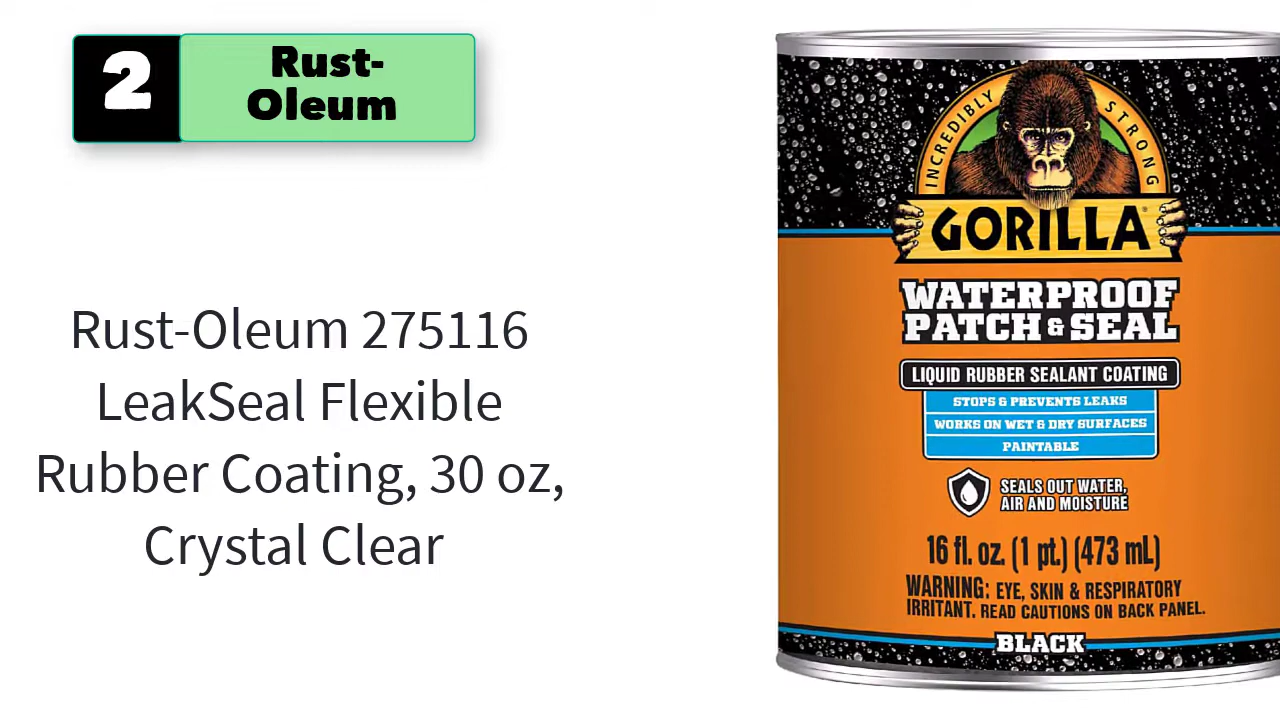 2
Rust-
Oleum
Rust-Oleum 275116
LeakSeal Flexible
Rubber Coating, 30 oz,
Crystal Clear
INCREDIBLY STRONG
GORILLA
WATERPROOF
PATCH & SEAL
LIQUID RUBBER SEALANT COATING
STOPS & PREVENTS LEAKS
WORKS ON WET & DRY SURFACES
PAINTABLE
SEALS OUT WATER,
AIR AND MOISTURE
16 fl. oz. (1 pt.) (473 mL)
WARNING: EYE, SKIN & RESPIRATORY
IRRITANT. READ CAUTIONS ON BACK PANEL.
BLACK